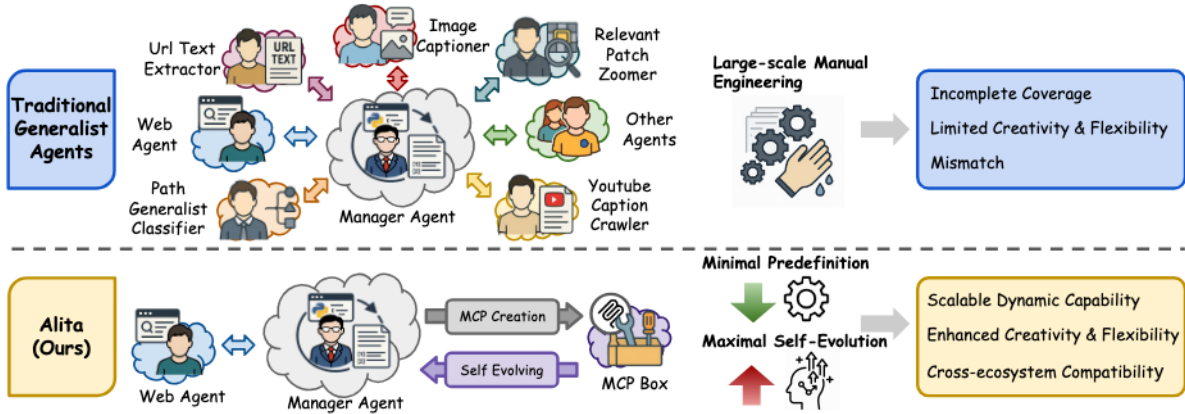 Traditional
Generalist
Agents
Url Text
Extractor
URL
TEXT
Image
Captioner
Relevant
Patch
Zoomer
Web
Agent
Other
Agents
Path
Generalist
Classifier
Manager Agent
Youtube
Caption
Crawler
Large-scale Manual
Engineering
Incomplete Coverage
Limited Creativity & Flexibility
Mismatch
Alita
(Ours)
Web Agent
Manager Agent
MCP Creation
Self Evolving
MCP Box
Minimal Predefinition
Maximal Self-Evolution
Scalable Dynamic Capability
Enhanced Creativity & Flexibility
Cross-ecosystem Compatibility